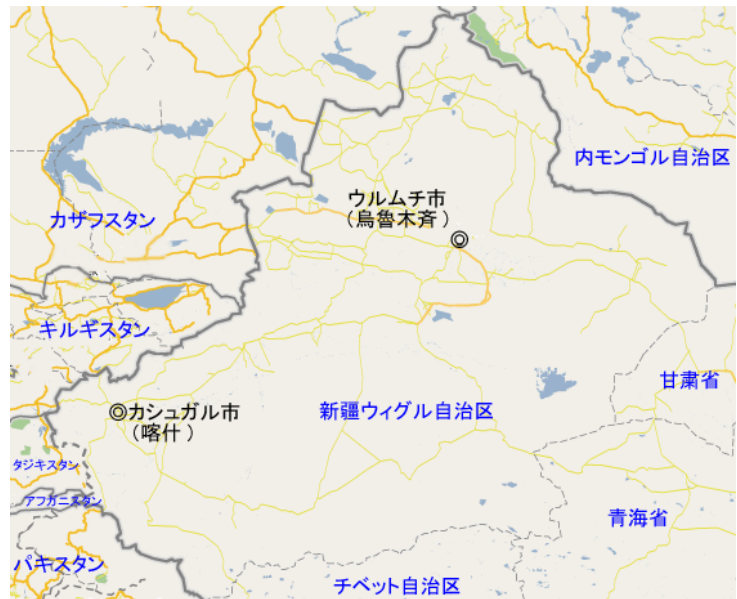 内モンゴル自治区
ウルムチ市
（烏魯木斉）
カザフスタン
キルギスタン
甘粛省
◎カシュガル市
（喀什）
新疆ウィグル自治区
タジキスタン
アフガニスタン
青海省
パキスタン
チベット自治区